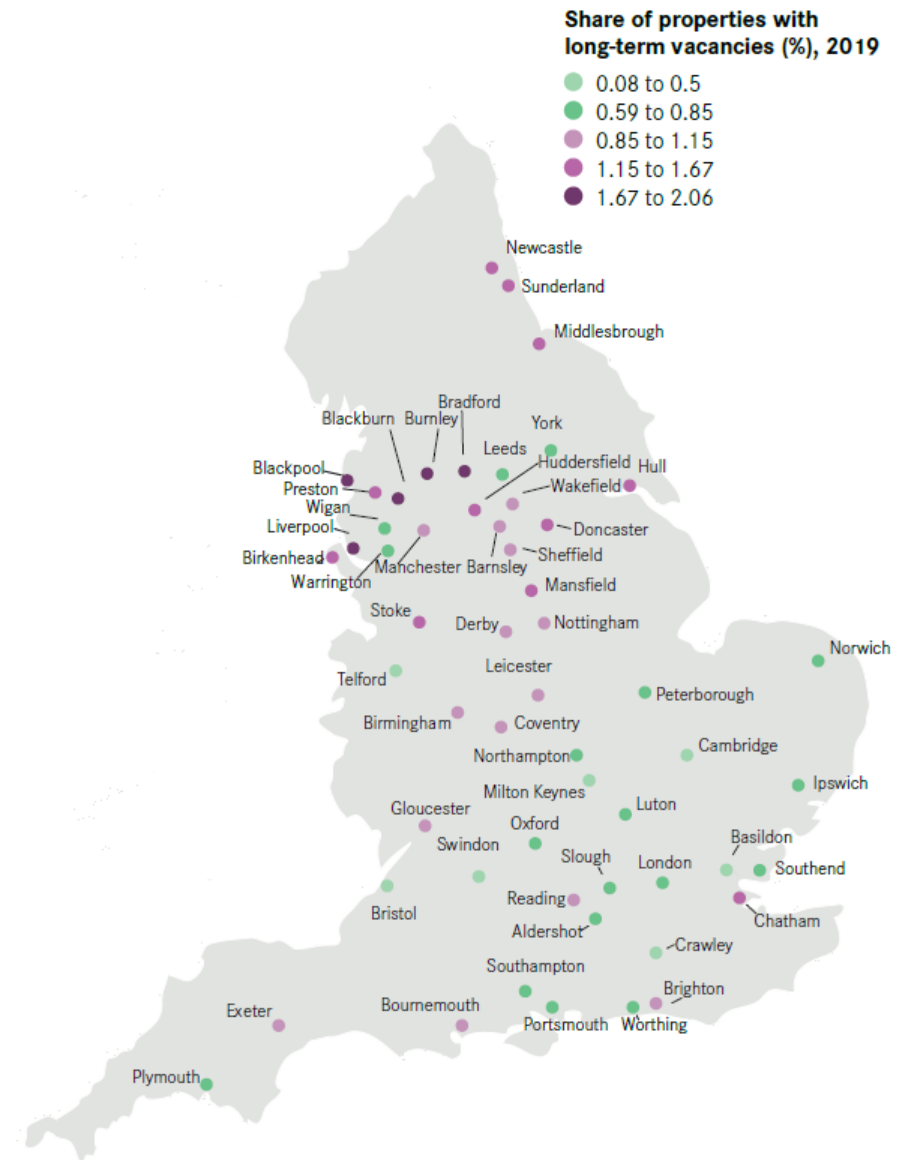 Share of properties with
long-term vacancies (%), 2019
0.08 to 0.5
0.59 to 0.85
0.85 to 1.15
1.15 to 1.67
1.67 to 2.06
Newcastle
Sunderland
Middlesbrough
Bradford
Blackburn
Burnley
York
Leeds
Huddersfield
Hull
Blackpool
Preston
Wakefield
Wigan
Liverpool
Doncaster
Birkenhead
Manchester
Barnsley
Sheffield
Warrington
Mansfield
Stoke
Derby
Nottingham
Norwich
Telford
Leicester
Peterborough
Birmingham
Coventry
Northampton
Cambridge
Milton Keynes
Ipswich
Gloucester
Luton
Oxford
Swindon
Basildon
Slough
London
Southend
Reading
Bristol
Chatham
Aldershot
Crawley
Southampton
Brighton
Exeter
Bournemouth
Portsmouth
Worthing
Plymouth